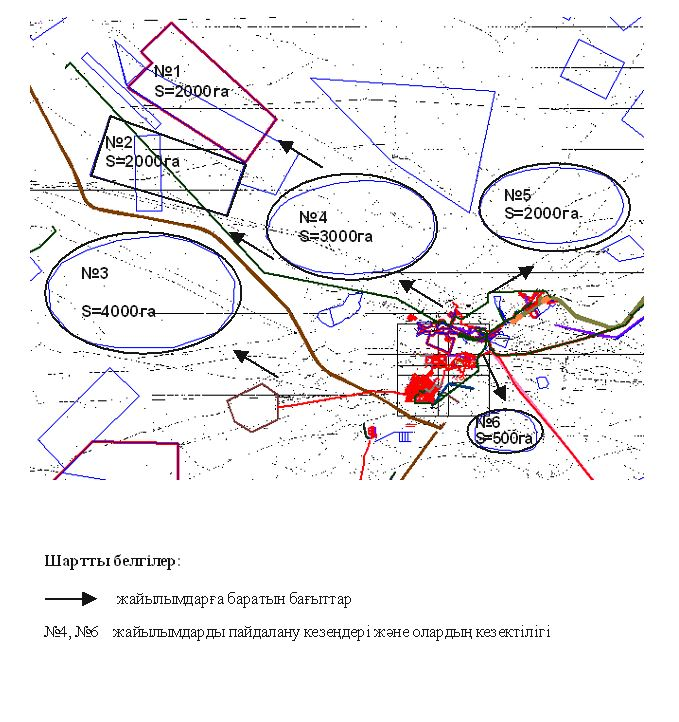 №1
S=2000га
№2
S=2000га
№4
S=3000га
№5
S=2000га
№3
S=4000га
№6
S=500га
Шартты белгілер:
жайылымдарға баратын бағыттар
№4, №6 жайылымдарды пайдалану кезеңдері және олардың кезектілігі